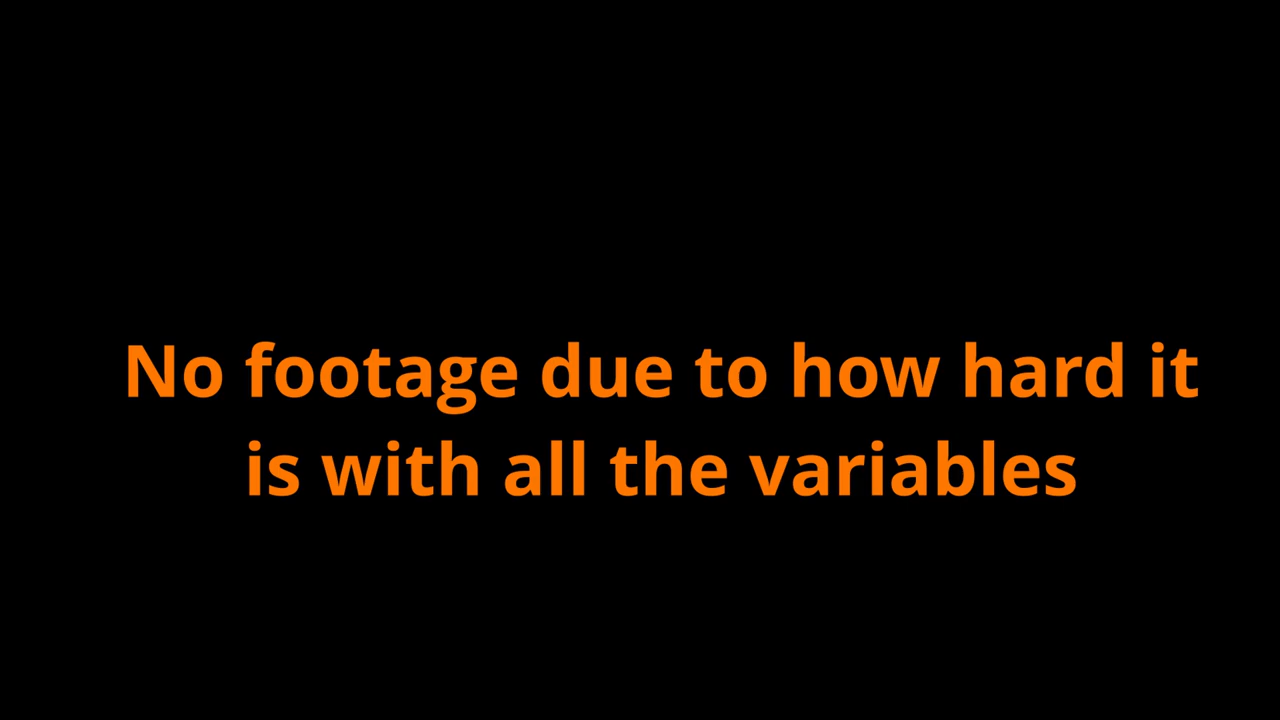 No footage due to how hard it
is with all the variables